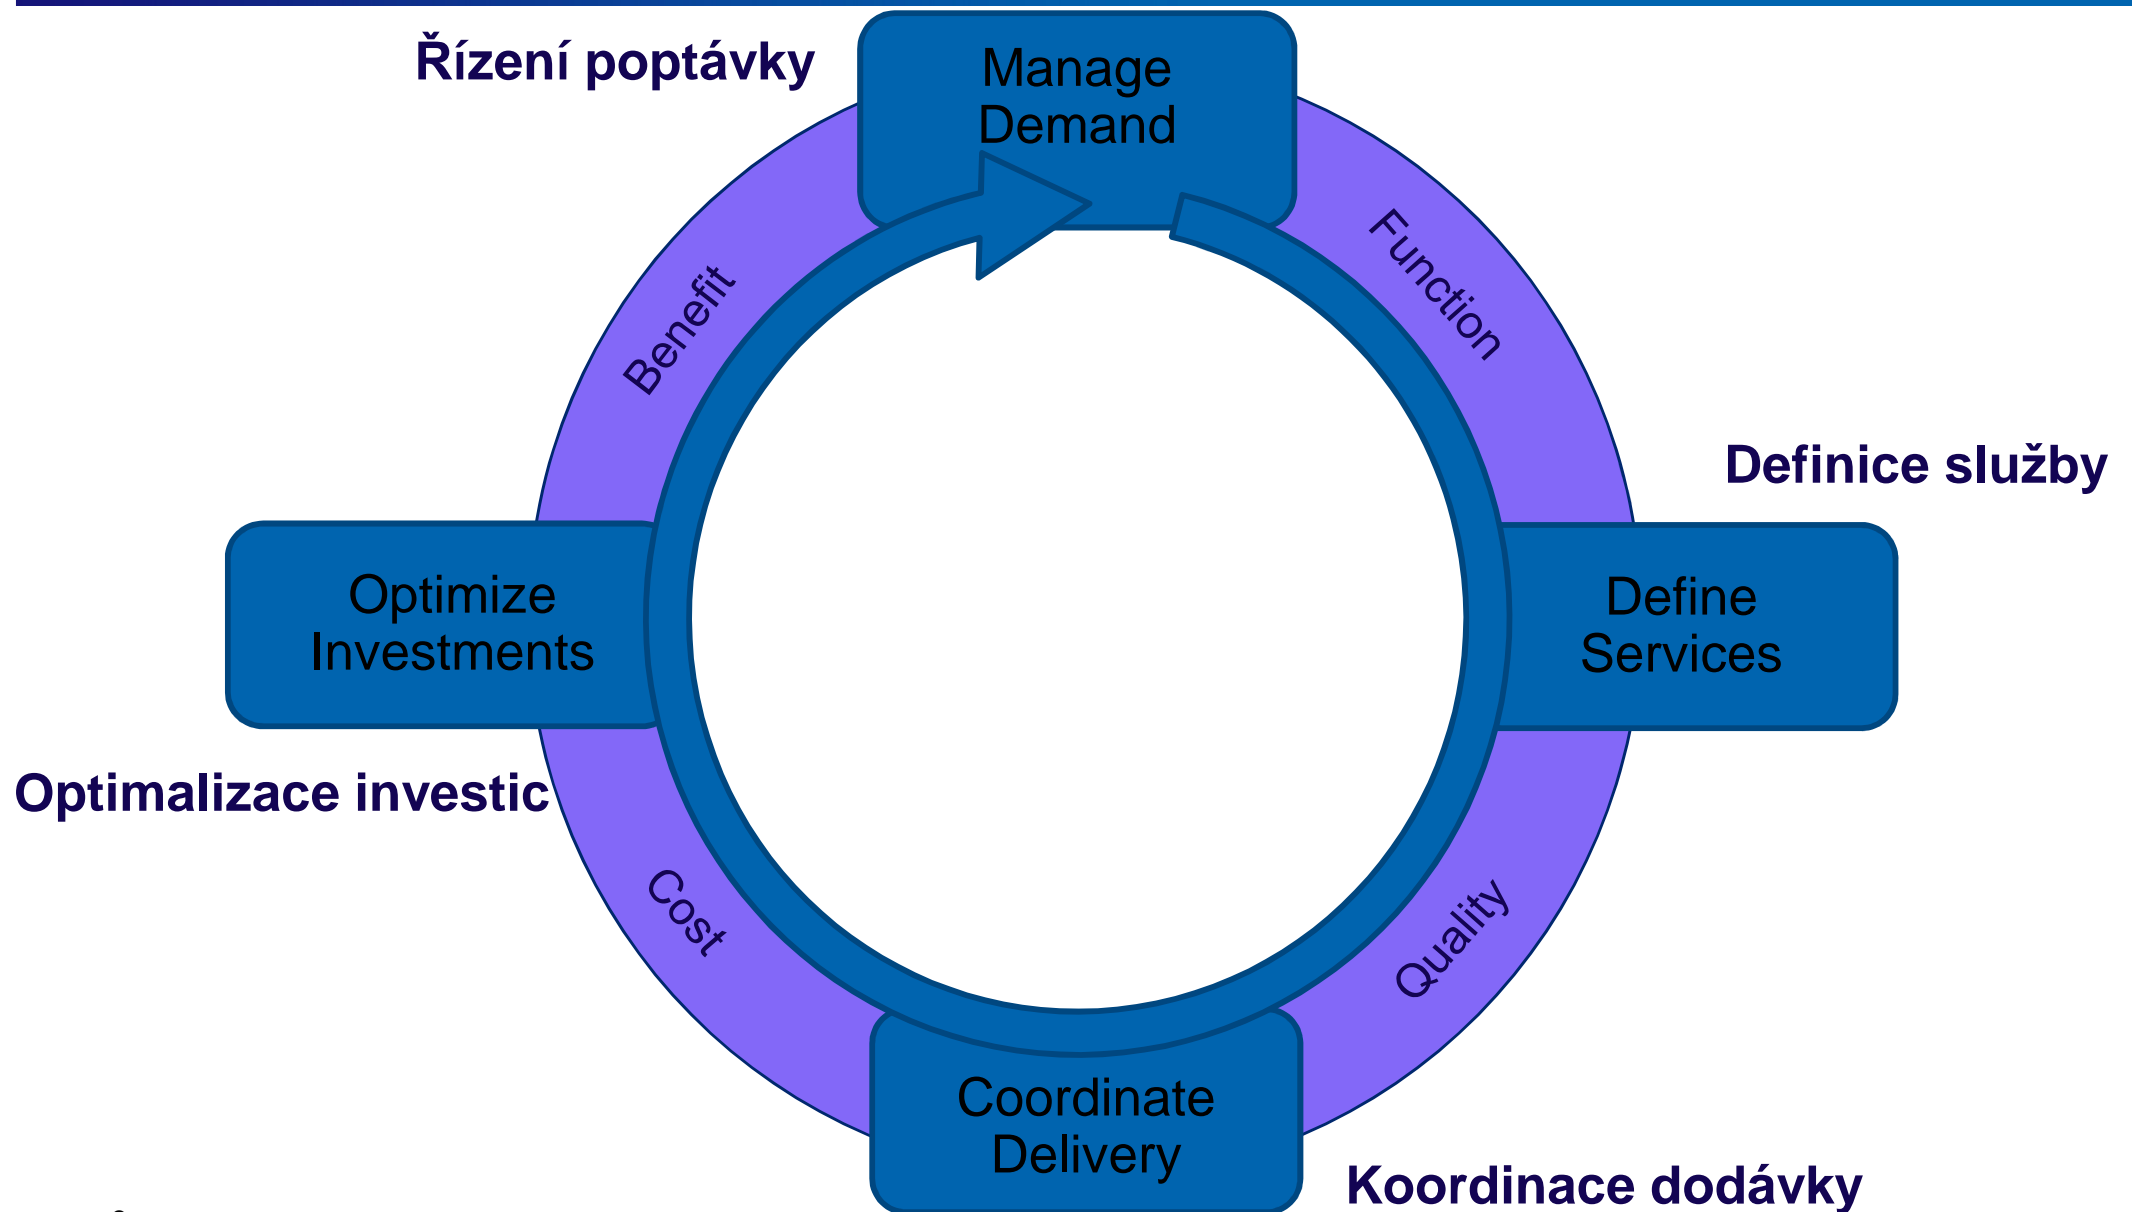 Řízení poptávky
Manage
Demand
Function
Benefit
Definice služby
Optimize
Investments
Define
Services
Optimalizace investic
Cost
Quality
Coordinate
Delivery
Koordinace dodávky